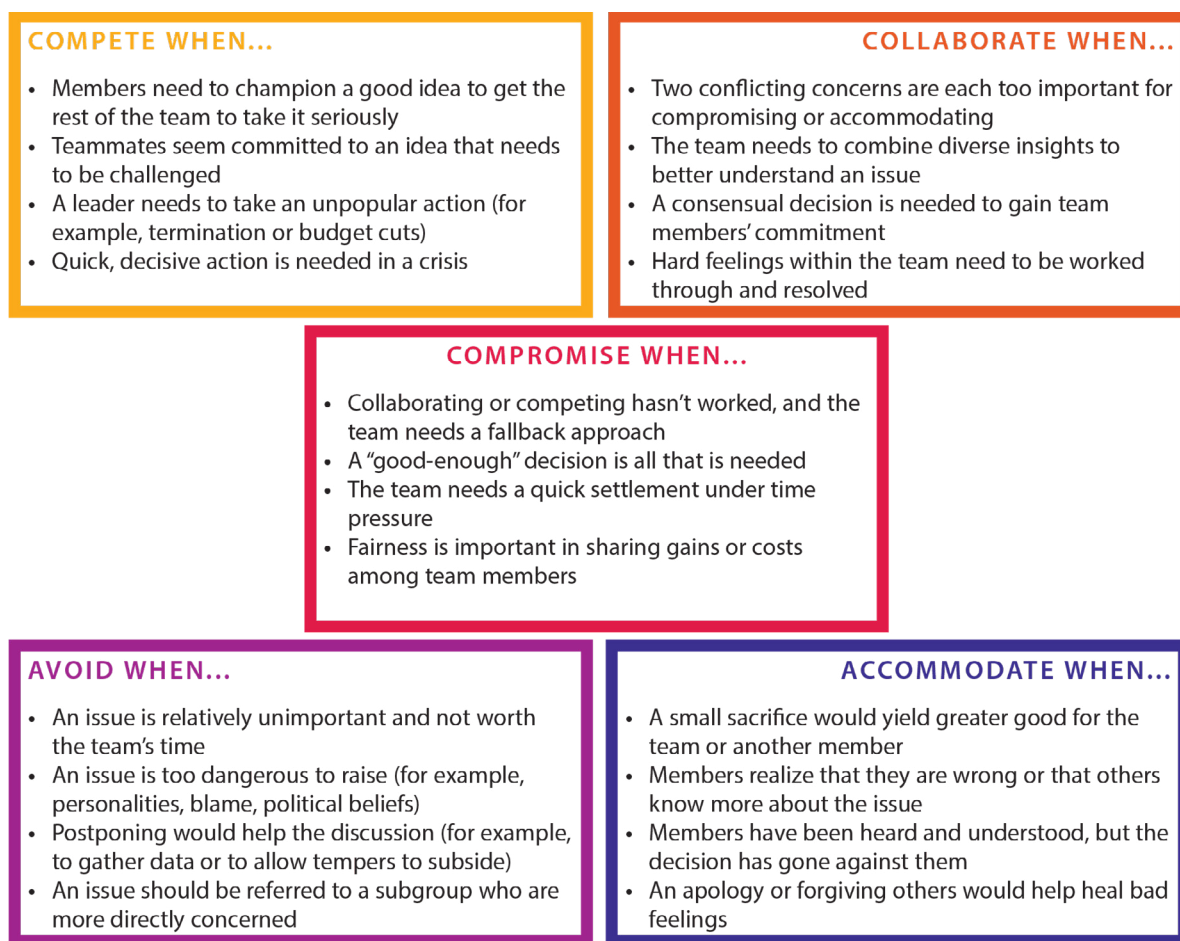 COMPETE WHEN...
• Members need to champion a good idea to get the
rest of the team to take it seriously
• Teammates seem committed to an idea that needs
to be challenged
• A leader needs to take an unpopular action (for
example, termination or budget cuts)
• Quick, decisive action is needed in a crisis
COLLABORATE WHEN...
• Two conflicting concerns are each too important for
compromising or accommodating
• The team needs to combine diverse insights to
better understand an issue
• A consensual decision is needed to gain team
members’ commitment
• Hard feelings within the team need to be worked
through and resolved
COMPROMISE WHEN...
• Collaborating or competing hasn’t worked, and the
team needs a fallback approach
• A “good-enough” decision is all that is needed
• The team needs a quick settlement under time
pressure
• Fairness is important in sharing gains or costs
among team members
AVOID WHEN...
• An issue is relatively unimportant and not worth
the team’s time
• An issue is too dangerous to raise (for example,
personalities, blame, political beliefs)
• Postponing would help the discussion (for example,
to gather data or to allow tempers to subside)
• An issue should be referred to a subgroup who are
more directly concerned
ACCOMMODATE WHEN...
• A small sacrifice would yield greater good for the
team or another member
• Members realize that they are wrong or that others
know more about the issue
• Members have been heard and understood, but the
decision has gone against them
• An apology or forgiving others would help heal bad
feelings